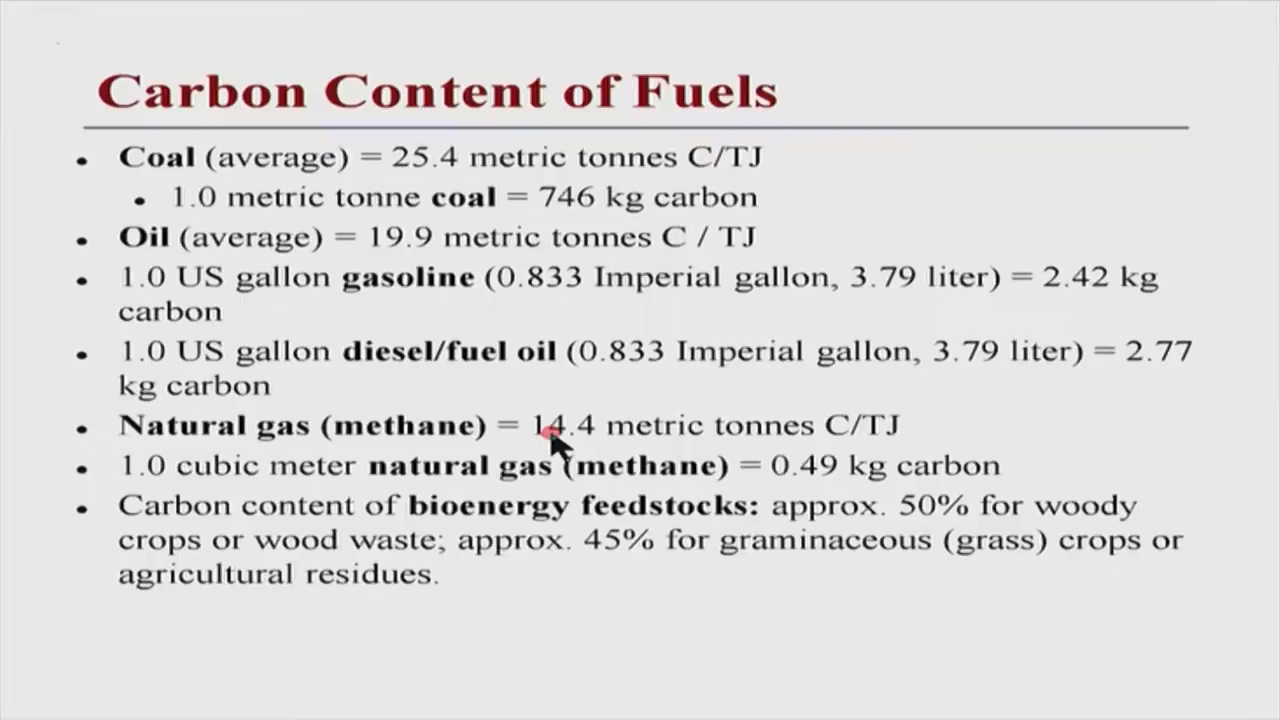 Carbon Content of Fuels
• Coal (average) = 25.4 metric tonnes C/TJ
• 1.0 metric tonne coal = 746 kg carbon
• Oil (average) = 19.9 metric tonnes C / TJ
• 1.0 US gallon gasoline (0.833 Imperial gallon, 3.79 liter) = 2.42 kg
carbon
• 1.0 US gallon diesel/fuel oil (0.833 Imperial gallon, 3.79 liter) = 2.77
kg carbon
• Natural gas (methane) = 14.4 metric tonnes C/TJ
• 1.0 cubic meter natural gas (methane) = 0.49 kg carbon
• Carbon content of bioenergy feedstocks: approx. 50% for woody
crops or wood waste; approx. 45% for graminaceous (grass) crops or
agricultural residues.